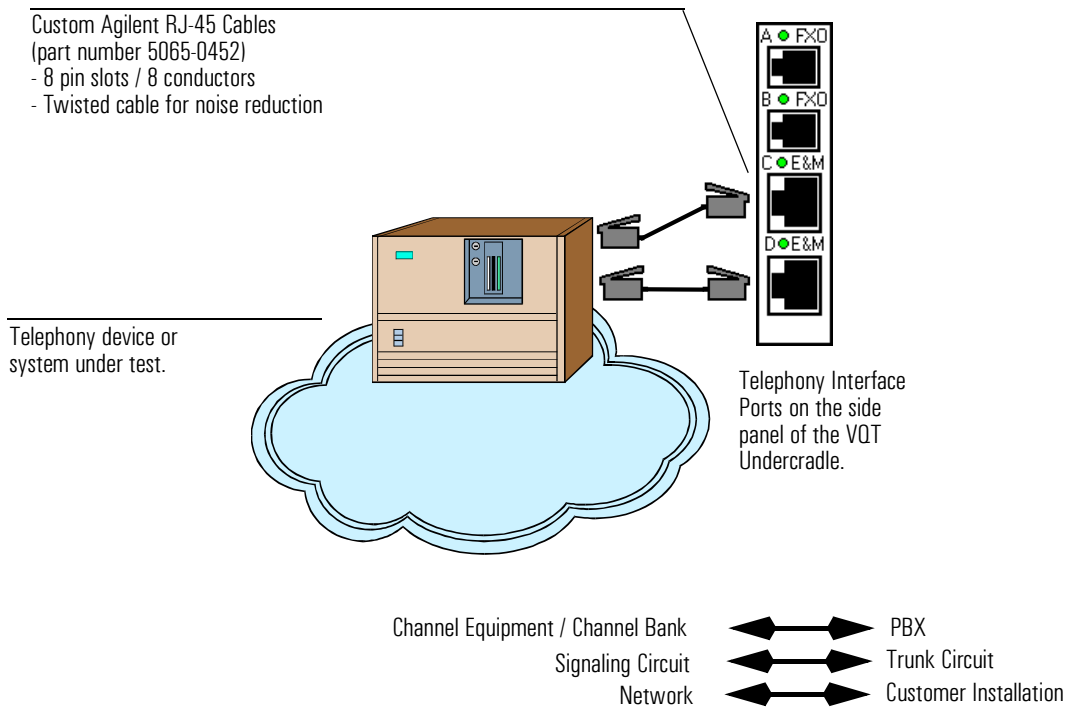 Custom Agilent RJ-45 Cables
(part number 5065-0452)
- 8 pin slots / 8 conductors
- Twisted cable for noise reduction
A FXO
B FXO
C E&M
D E&M
Telephony device or
system under test.
Telephony Interface
Ports on the side
panel of the VQT
Undercradle.
Channel Equipment / Channel Bank PBX
Signaling Circuit Trunk Circuit
Network Customer Installation